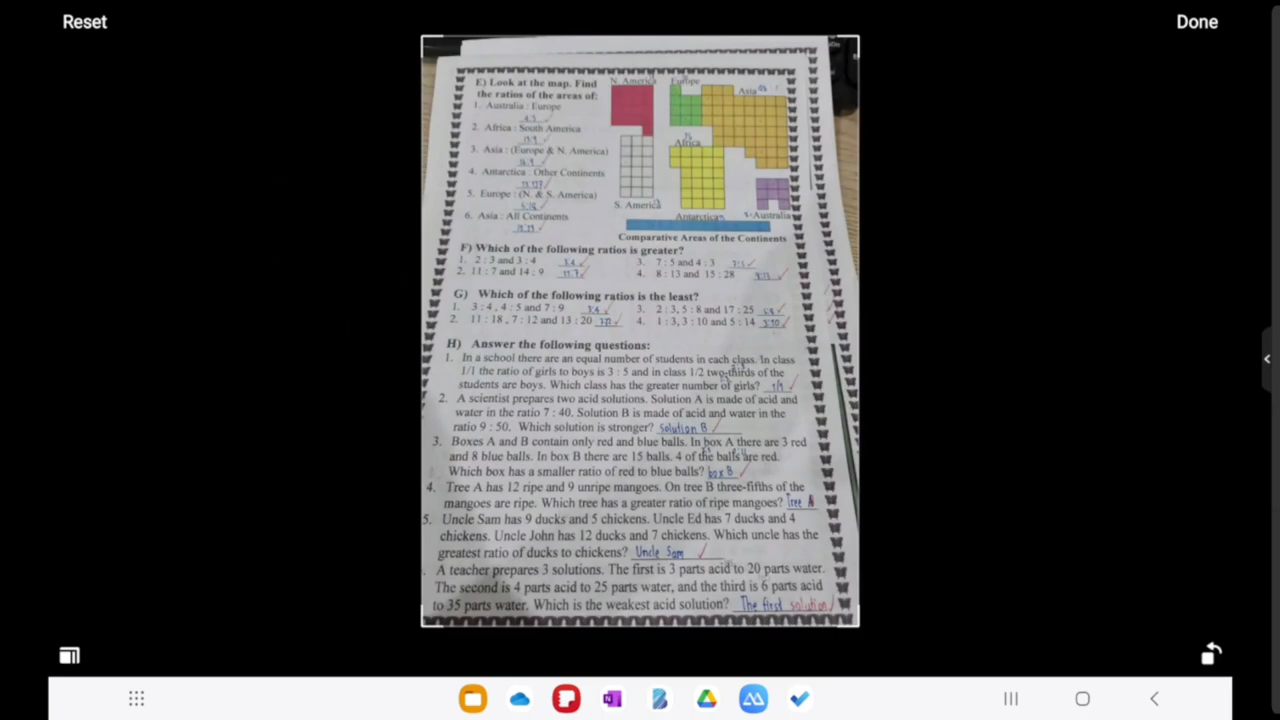 Reset
Done
E) Look at the map. Find
the ratios of the areas of:
1. Australia : Europe
2. Africa : South America
3. Asia : (Europe & N. America)
4. Antarctica : Other Continents
5. Europe : (N. & S. America)
6. Asia : All Continents
N. America
Europe
Asia
Africa
S. America
Antarctica
Australia
Comparative Areas of the Continents
F) Which of the following ratios is greater?
1. 2 : 3 and 3 : 4 3:4
3. 7 : 5 and 4 : 3
2. 11 : 7 and 14 : 9 11:7
4. 8 : 13 and 15 : 28
G) Which of the following ratios is the least?
1. 3 : 4 , 4 : 5 and 7 : 9 3:4
3. 2 : 3, 5 : 8 and 17 : 25
2. 11 : 18 , 7 : 12 and 13 : 20
4. 1 : 3, 3 : 10 and 5 : 14 3:10
H) Answer the following questions:
1. In a school there are an equal number of students in each class. In class
1/1 the ratio of girls to boys is 3 : 5 and in class 1/2 two-thirds of the
students are boys. Which class has the greater number of girls? 1/1
2. A scientist prepares two acid solutions. Solution A is made of acid and
water in the ratio 7 : 40. Solution B is made of acid and water in the
ratio 9 : 50. Which solution is stronger? Solution B
3. Boxes A and B contain only red and blue balls. In box A there are 3 red
and 8 blue balls. In box B there are 15 balls. 4 of the balls are red.
Which box has a smaller ratio of red to blue balls? box B
4. Tree A has 12 ripe and 9 unripe mangoes. On tree B three-fifths of the
mangoes are ripe. Which tree has a greater ratio of ripe mangoes? Tree
5. Uncle Sam has 9 ducks and 5 chickens. Uncle Ed has 7 ducks and 4
chickens. Uncle John has 12 ducks and 7 chickens. Which uncle has the
greatest ratio of ducks to chickens? Uncle Sam
A teacher prepares 3 solutions. The first is 3 parts acid to 20 parts water.
The second is 4 parts acid to 25 parts water, and the third is 6 parts acid
to 35 parts water. Which is the weakest acid solution? The first solution